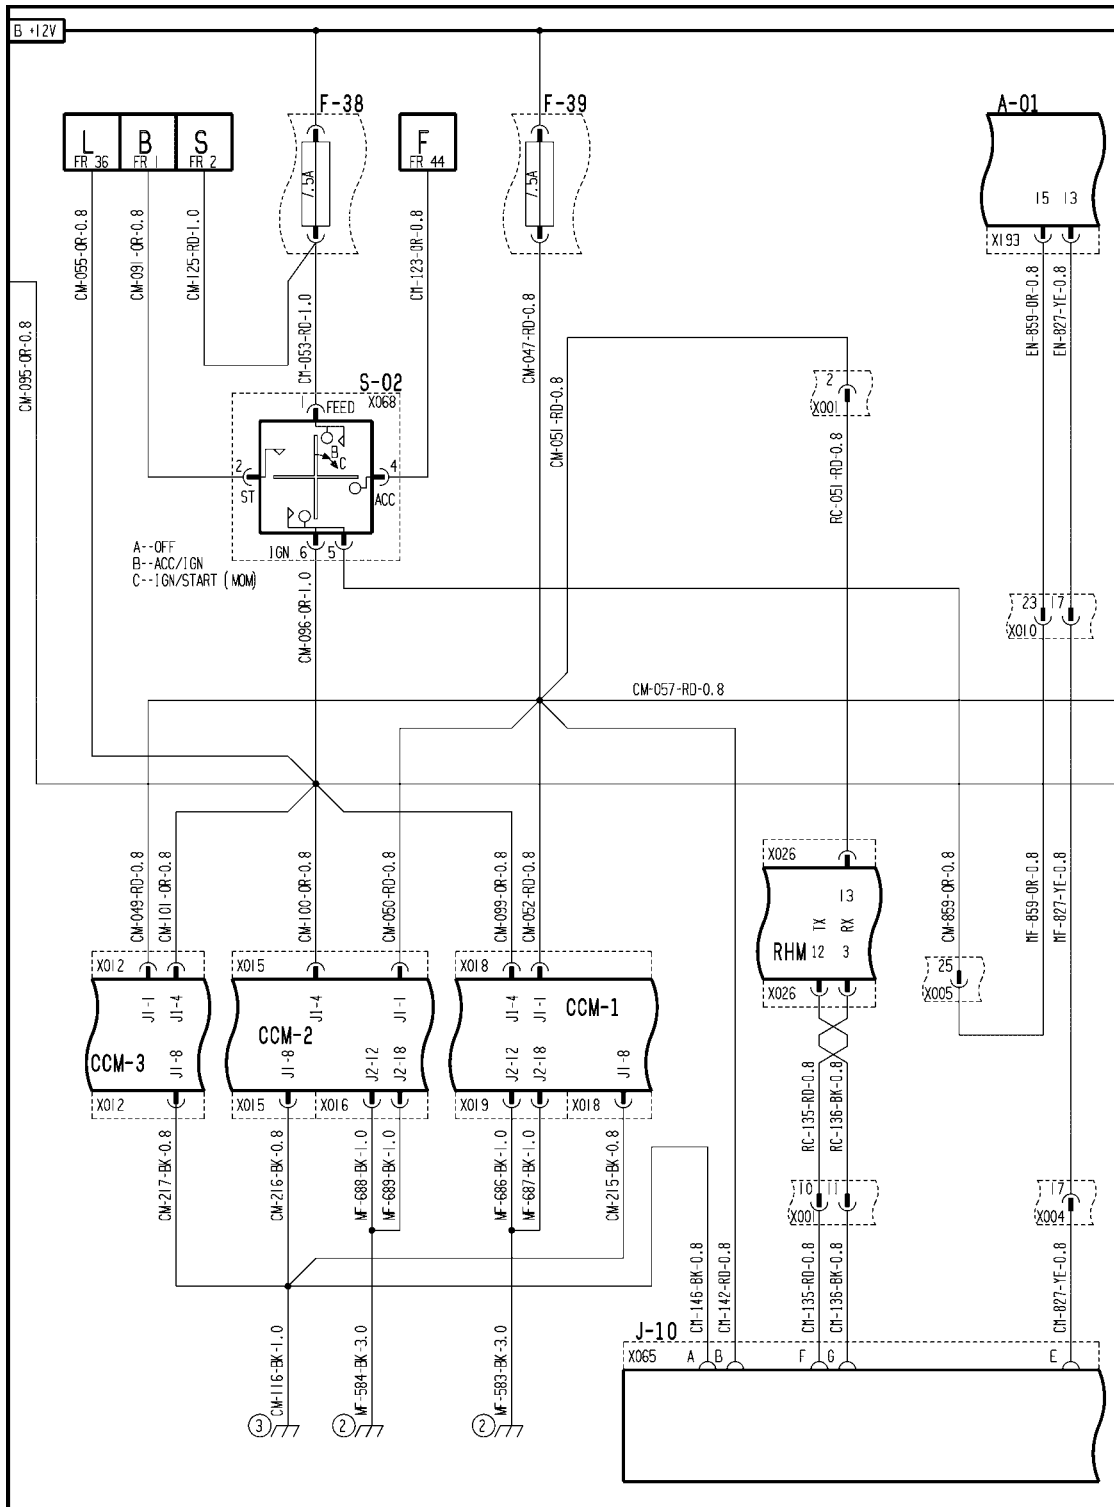 B +12V
F-38
F-39
A-01
L
FR 36
B
FR 1
S
FR 2
F
FR 44
7.5A
7.5A
15 13
X193
CM-055-OR-0.8
CM-091-OR-0.8
CM-125-RD-1.0
CM-053-RD-1.0
CM-123-OR-0.8
CM-047-RD-0.8
EN-859-OR-0.8
EN-827-YE-0.8
CM-095-OR-0.8
CM-051-RD-0.8
2
X001
RC-051-RD-0.8
S-02
X068
1
FEED
B
C
2
ST
4
ACC
IGN 6 5
A--OFF
B--ACC/IGN
C--IGN/START (MOM)
CM-096-OR-1.0
23 17
X010
CM-057-RD-0.8
CM-049-RD-0.8
CM-101-OR-0.8
CM-100-OR-0.8
CM-050-RD-0.8
CM-099-OR-0.8
CM-052-RD-0.8
CM-859-OR-0.8
MF-859-OR-0.8
MF-827-YE-0.8
X026
13
TX RX
RHM 12 3
X026
25
X005
X012
J1-1
J1-4
CCM-3
J1-8
X012
X015
J1-4
J1-1
CCM-2
J1-8
J2-12
J2-18
X015
X016
X018
J1-4
J1-1
CCM-1
J2-12
J2-18
J1-8
X019
X018
CM-217-BK-0.8
CM-216-BK-0.8
MF-688-BK-1.0
MF-689-BK-1.0
MF-686-BK-1.0
MF-687-BK-1.0
CM-215-BK-0.8
RC-135-RD-0.8
RC-136-BK-0.8
10 11
X001
17
X004
CM-146-BK-0.8
CM-142-RD-0.8
CM-135-RD-0.8
CM-136-BK-0.8
CM-827-YE-0.8
CM-116-BK-1.0
MF-584-BK-3.0
MF-583-BK-3.0
3
2
2
J-10
X065
A B F G E